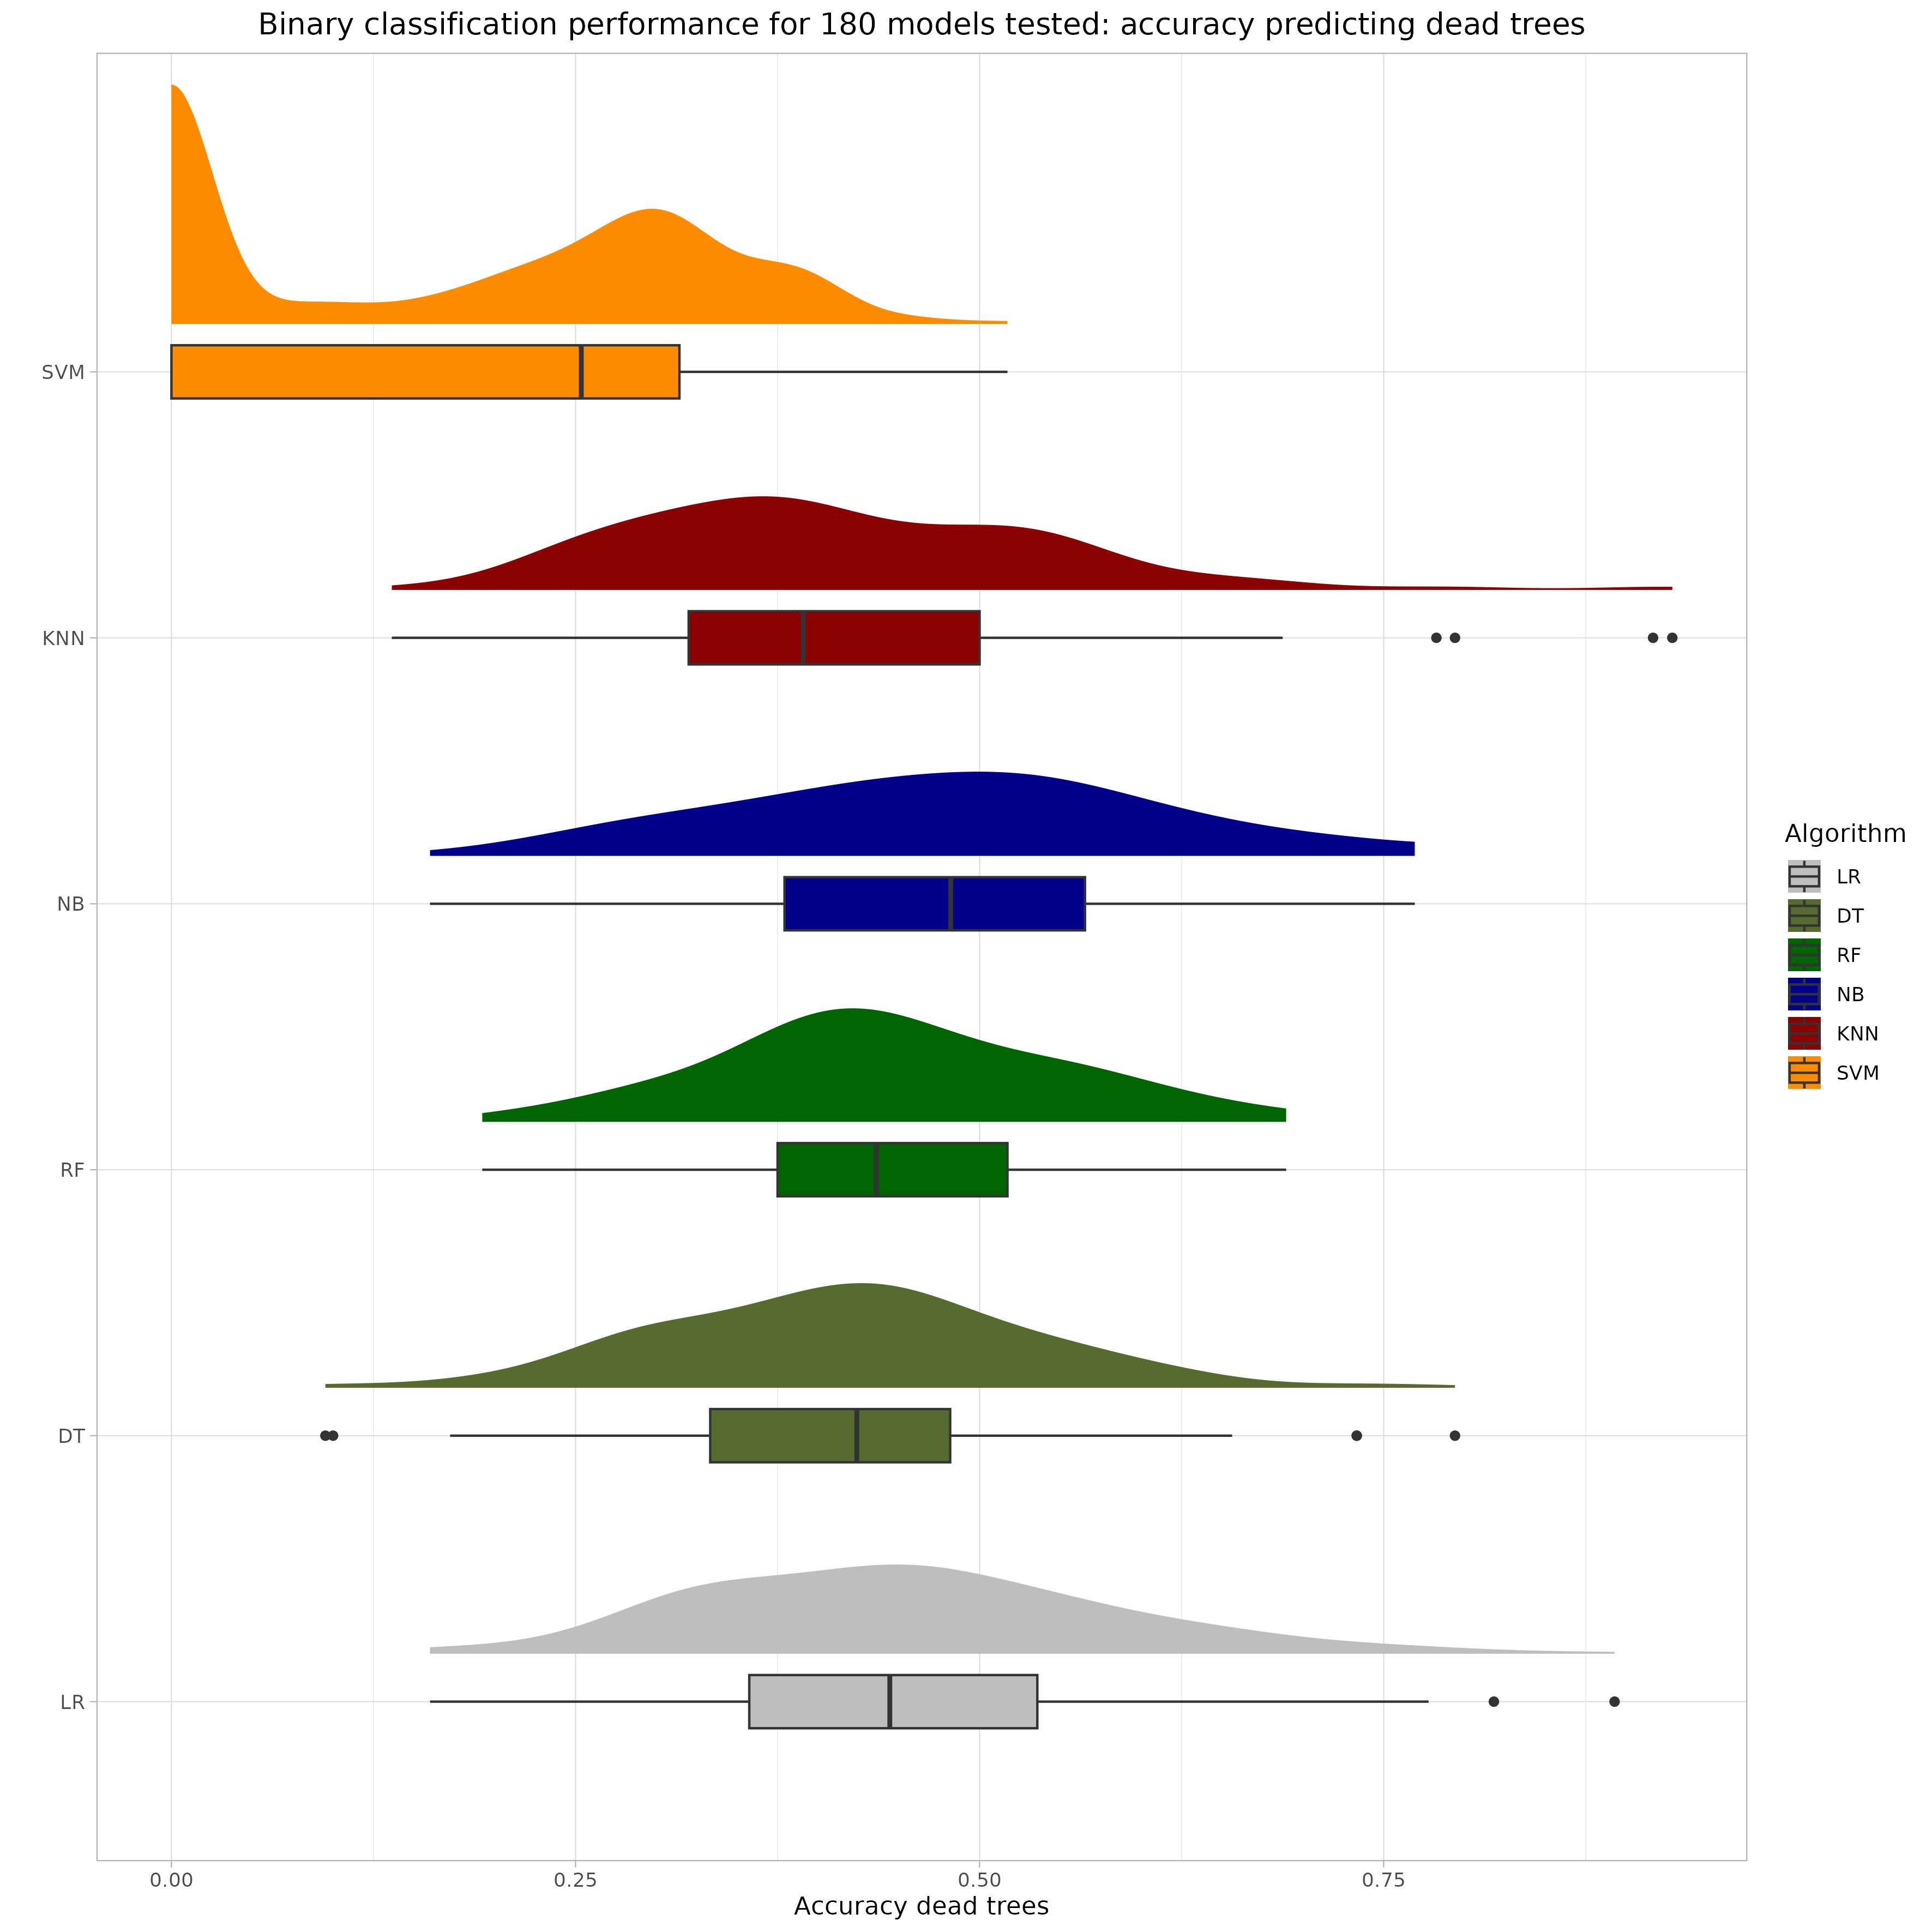 Binary classification performance for 180 models tested: accuracy predicting dead trees
SVM
KNN
NB
RF
DT
LR
0.00 0.25 0.50 0.75
Accuracy dead trees
Algorithm
LR
DT
RF
NB
KNN
SVM